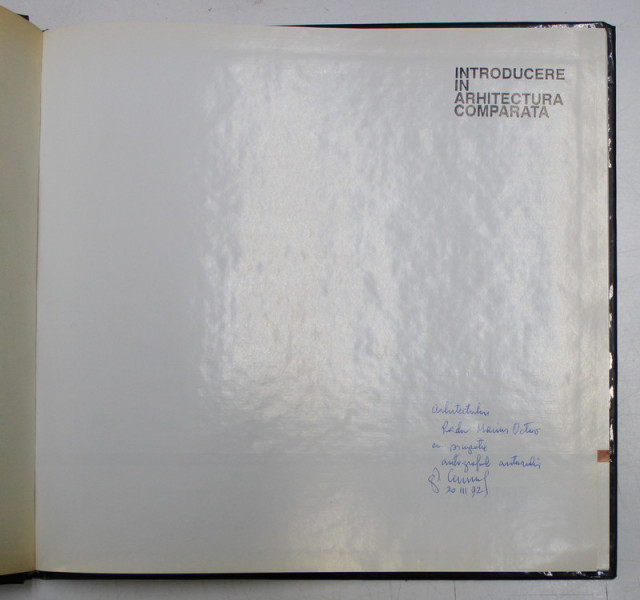 INTRODUCERE
IN
ARHITECTURA
COMPARATA
Arhitectului
Radu Marius Octav
cu simpatie
autograful autorului
20 III 92